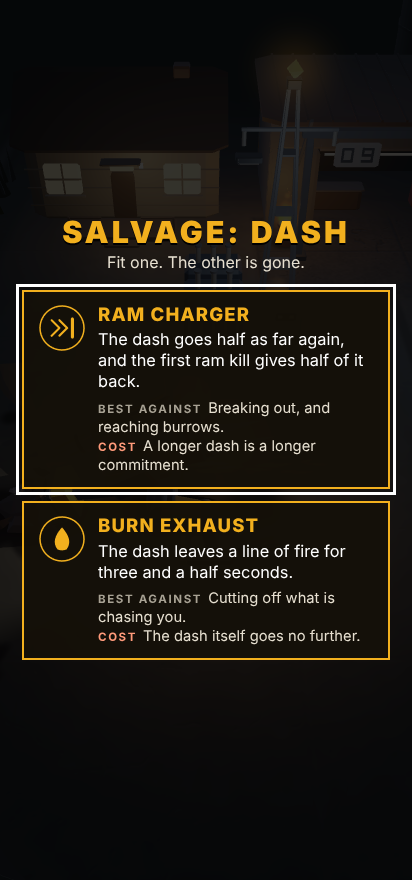 09
SALVAGE: DASH
Fit one. The other is gone.
RAM CHARGER
The dash goes half as far again,
and the first ram kill gives half of it
back.
BEST AGAINST Breaking out, and
reaching burrows.
COST A longer dash is a longer
commitment.
BURN EXHAUST
The dash leaves a line of fire for
three and a half seconds.
BEST AGAINST Cutting off what is
chasing you.
COST The dash itself goes no further.